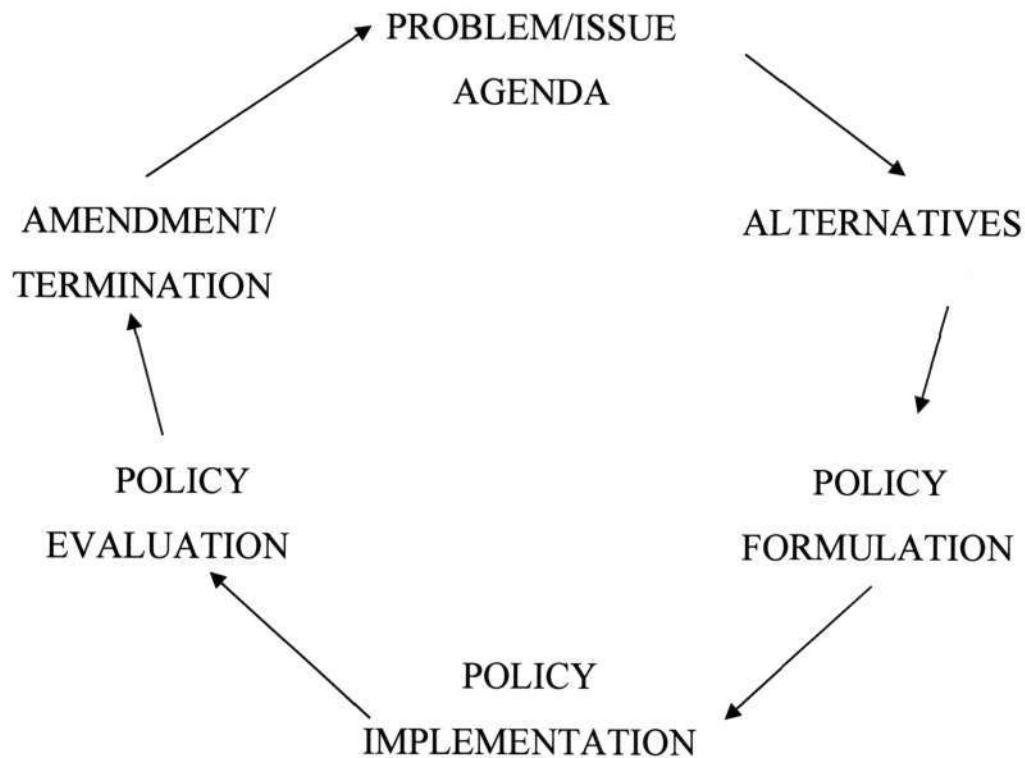 PROBLEM/ISSUE
AGENDA
ALTERNATIVES
POLICY
FORMULATION
POLICY
IMPLEMENTATION
POLICY
EVALUATION
AMENDMENT/
TERMINATION